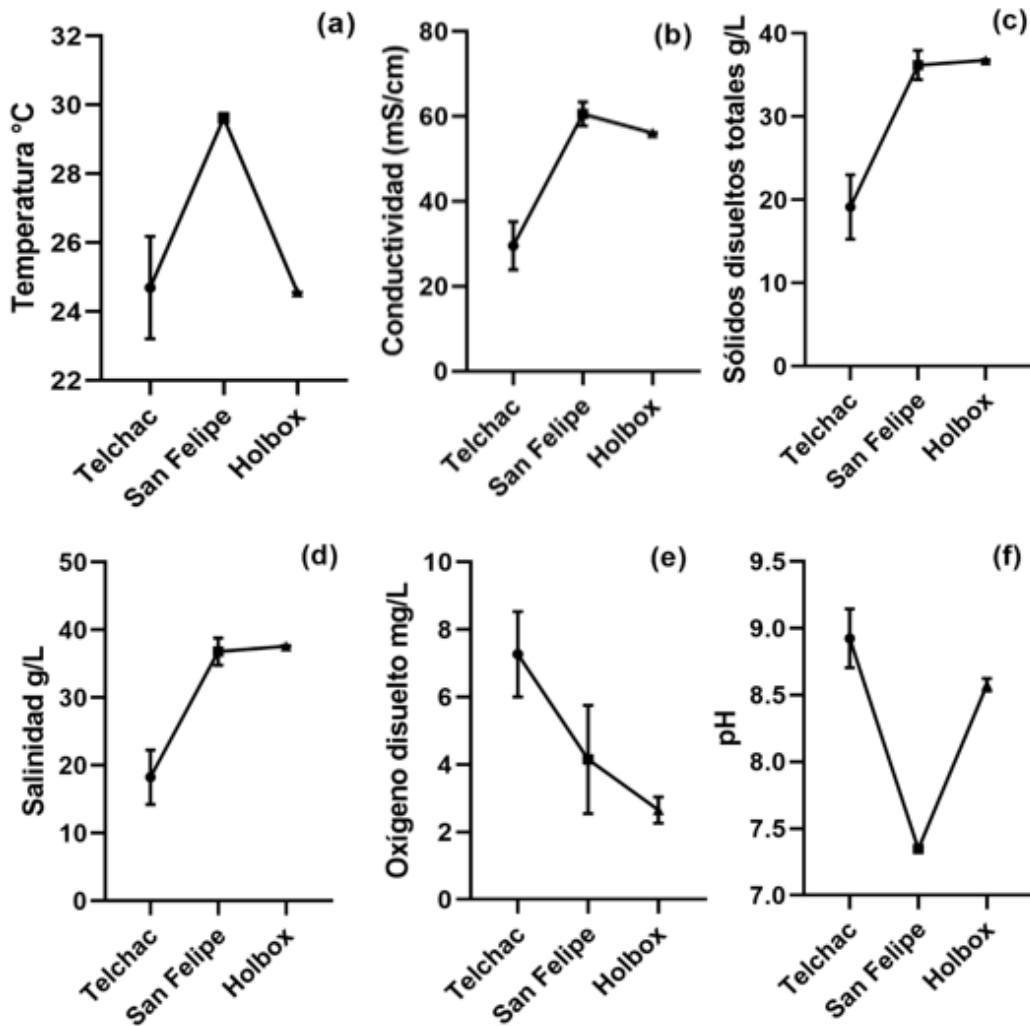 (a)
Temperatura °C
32
30
28
26
24
22
Telchac
San Felipe
Holbox
(b)
Conductividad (mS/cm)
80
60
40
20
0
Telchac
San Felipe
Holbox
(c)
Sólidos disueltos totales g/L
40
30
20
10
0
Telchac
San Felipe
Holbox
(d)
Salinidad g/L
50
40
30
20
10
0
Telchac
San Felipe
Holbox
(e)
Oxígeno disuelto mg/L
10
8
6
4
2
0
Telchac
San Felipe
Holbox
(f)
pH
9.5
9.0
8.5
8.0
7.5
7.0
Telchac
San Felipe
Holbox